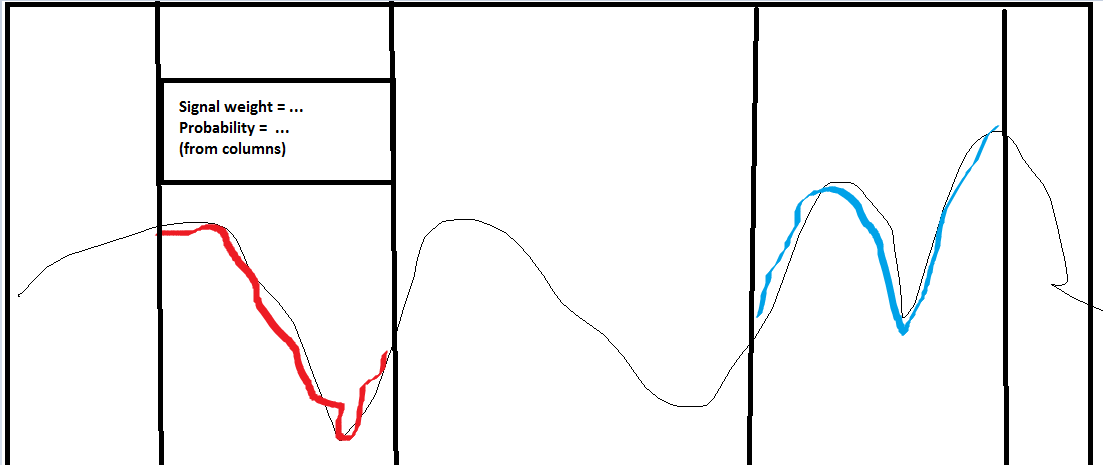 Signal weight = ...
Probability =  ...
(from columns)